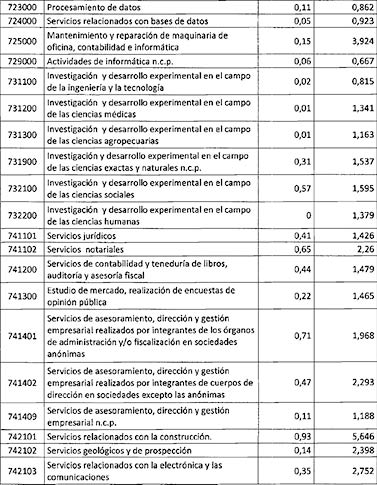 723000 Procesamiento de datos 0,11 0,862
724000 Servicios relacionados con bases de datos 0,05 0,923
725000 Mantenimiento y reparación de maquinaria de 0,15 3,924
oficina, contabilidad e informática
729000 Actividades de informática n.c.p. 0,06 0,667
731100 Investigación y desarrollo experimental en el campo 0,02 0,815
de la ingeniería y la tecnología
731200 Investigación y desarrollo experimental en el campo 0,01 1,341
de las ciencias médicas
731300 Investigación y desarrollo experimental en el campo 0,01 1,163
de las ciencias agropecuarias
731900 Investigación y desarrollo experimental en el campo 0,31 1,537
de las ciencias exactas y naturales n.c.p.
732100 Investigación y desarrollo experimental en el campo 0,57 1,595
de las ciencias sociales
732200 Investigación y desarrollo experimental en el campo 0 1,379
de las ciencias humanas
741101 Servicios jurídicos 0,41 1,426
741102 Servicios notariales 0,65 2,26
741200 Servicios de contabilidad y teneduría de libros, 0,44 1,479
auditoría y asesoría fiscal
741300 Estudio de mercado, realización de encuestas de 0,22 1,465
opinión pública
741401 Servicios de asesoramiento, dirección y gestión 0,71 1,968
empresarial realizados por integrantes de los órganos
de administración y/o fiscalización en sociedades
anónimas
741402 Servicios de asesoramiento, dirección y gestión 0,47 2,293
empresarial realizados por integrantes de cuerpos de
dirección en sociedades excepto las anónimas
741409 Servicios de asesoramiento, dirección y gestión 0,11 1,188
empresarial n.c.p.
742101 Servicios relacionados con la construcción. 0,93 5,646
742102 Servicios geológicos y de prospección 0,14 2,398
742103 Servicios relacionados con la electrónica y las 0,35 2,752
comunicaciones